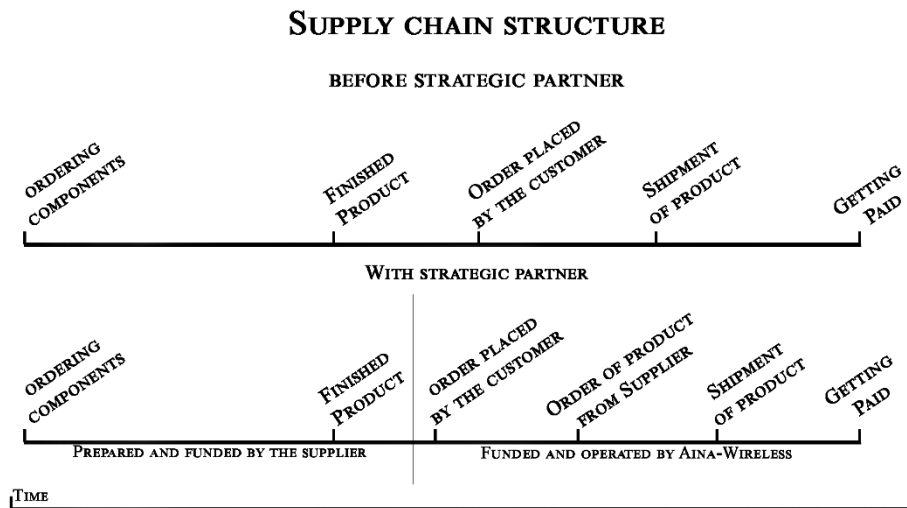 Supply chain structure
before strategic partner
ordering
components
Finished
Product
Order placed
by the customer
Shipment
of product
Getting
Paid
With strategic partner
ordering
components
Finished
Product
order placed
by the customer
Order of product
from Supplier
Shipment
of product
Getting
Paid
Prepared and funded by the supplier
Funded and operated by Aina-Wireless
Time